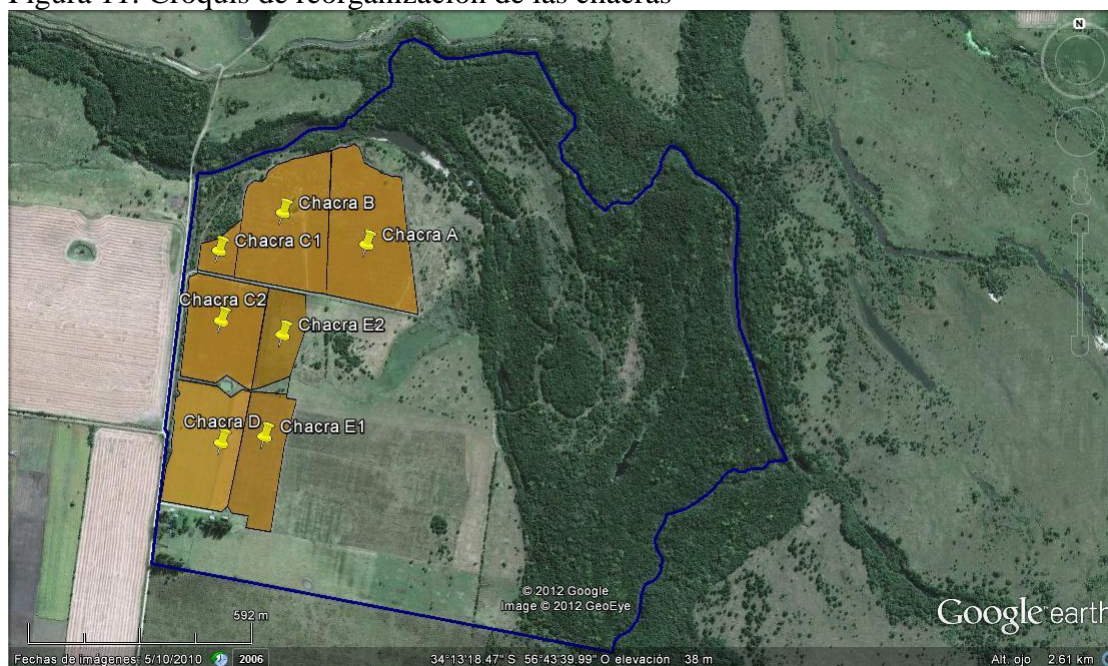 Figura 11: Croquis de reorganización de las chacras
N
Chacra B
Chacra A
Chacra C1
Chacra C2
Chacra E2
Chacra D
Chacra E1
592 m
© 2012 Google
Image © 2012 GeoEye
Google earth
Fechas de imágenes: 5/10/2010 2006 34°13'18.47" S 56°43'39.99" O elevación 38 m Alt. ojo 2.61 km